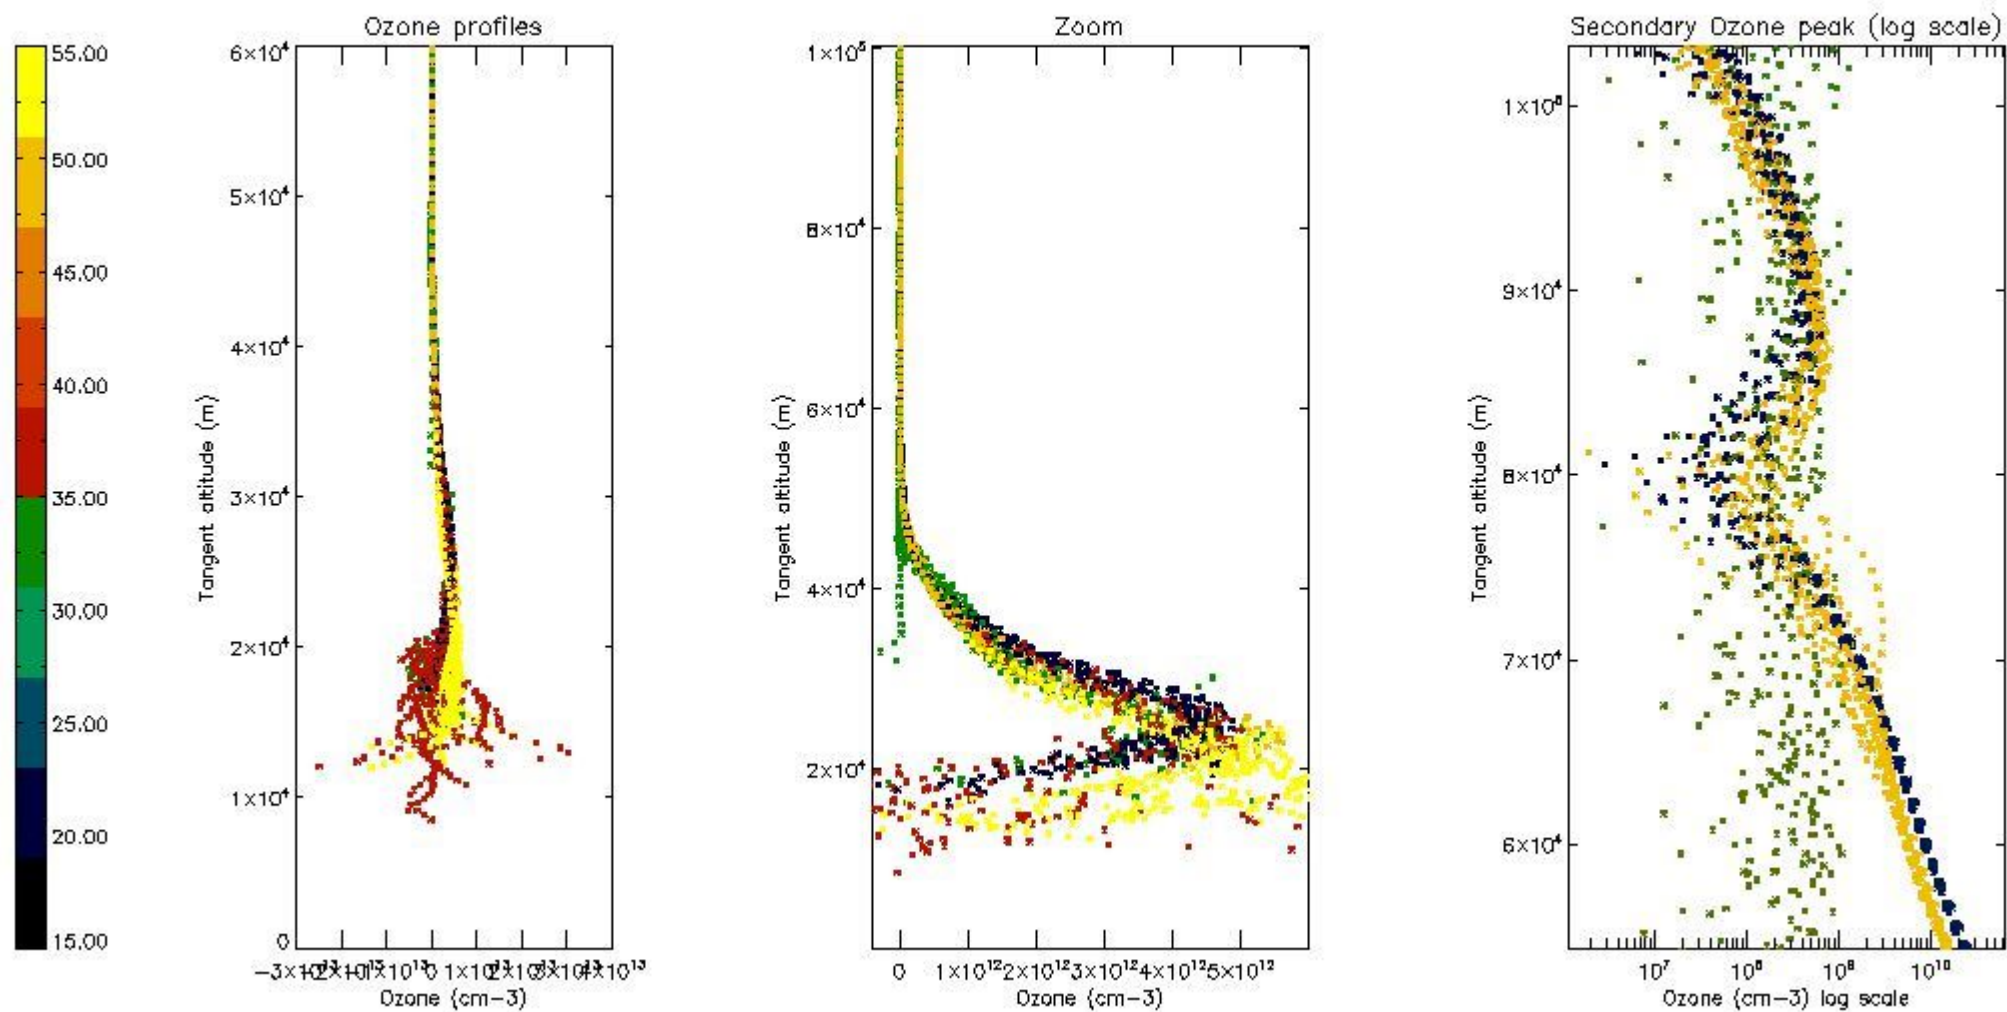 Ozone profiles
Zoom
Secondary Ozone peak (log scale)
55.00
50.00
45.00
40.00
35.00
30.00
25.00
20.00
15.00
6×10⁴
5×10⁴
4×10⁴
3×10⁴
2×10⁴
1×10⁴
0
Tangent altitude (m)
0
Ozone (cm-3)
1×10⁵
8×10⁴
6×10⁴
4×10⁴
2×10⁴
Tangent altitude (m)
0 1×10¹² 2×10¹² 3×10¹² 4×10¹² 5×10¹²
Ozone (cm-3)
9×10⁴
8×10⁴
7×10⁴
6×10⁴
Tangent altitude (m)
10⁷ 10⁸ 10⁹ 10¹⁰
Ozone (cm-3) log scale